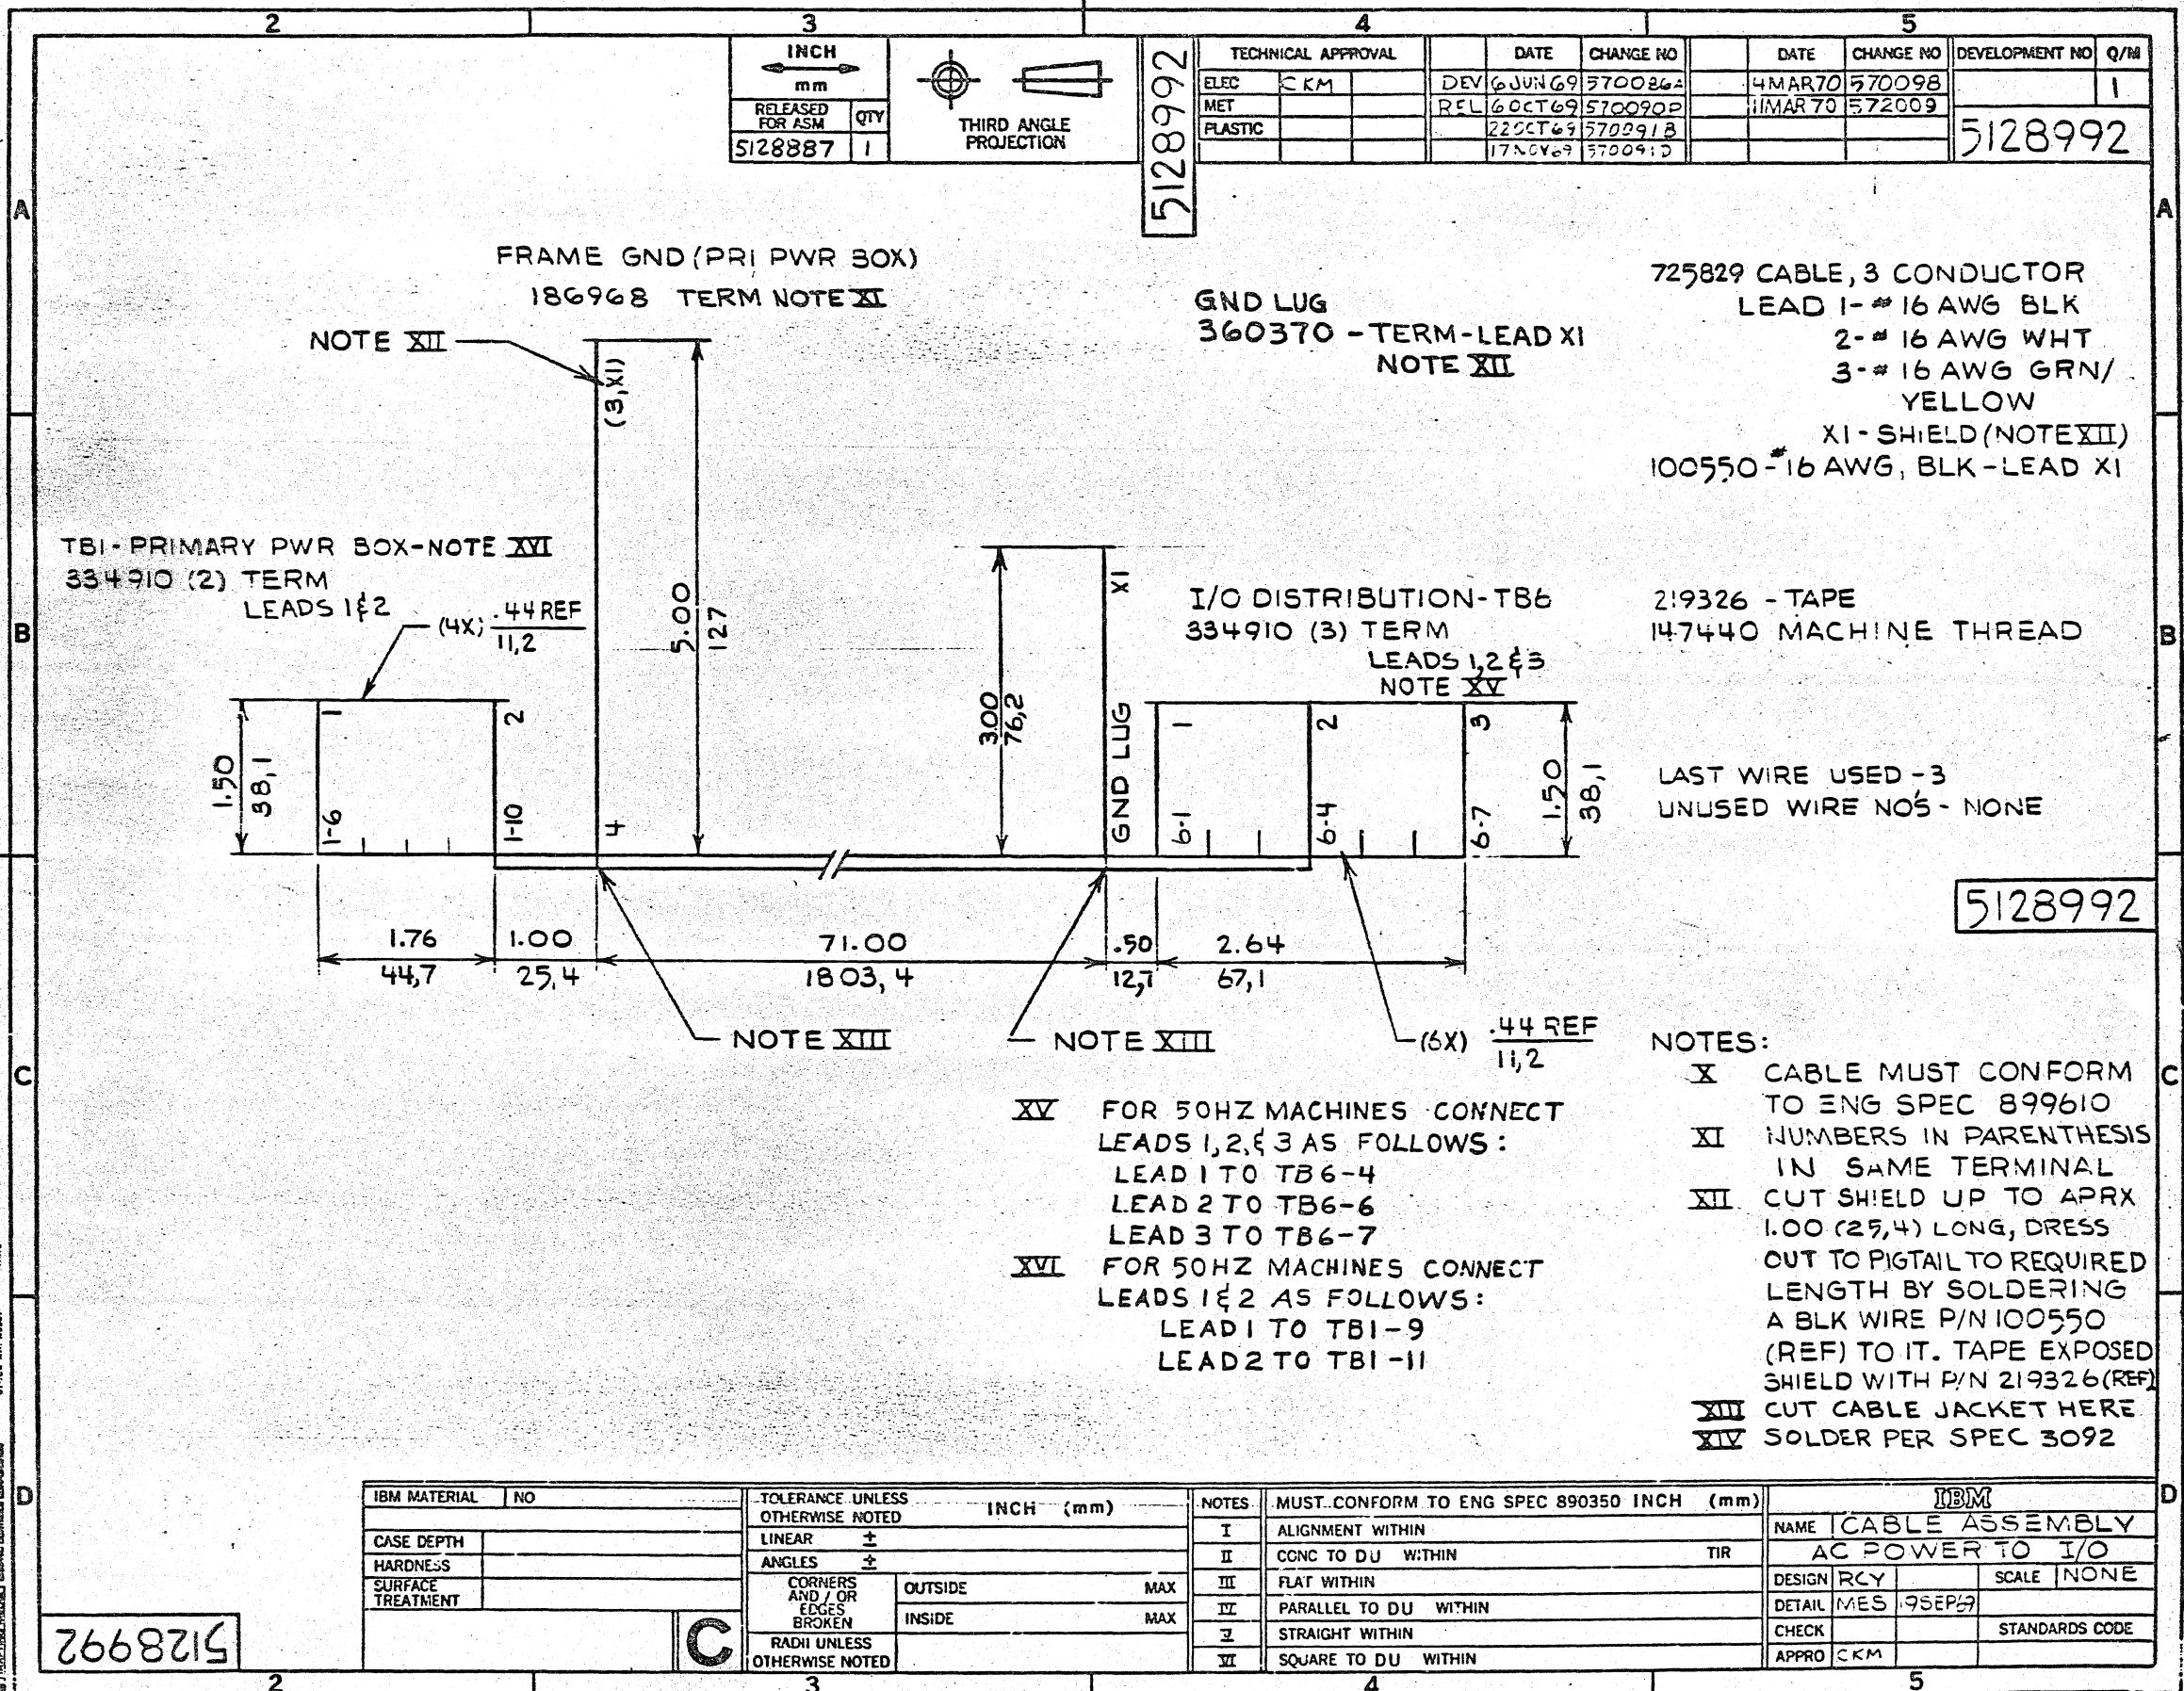 2 3 4 5
INCH
mm
RELEASED FOR ASM QTY
5128887 1
THIRD ANGLE
PROJECTION
5128992
TECHNICAL APPROVAL DATE CHANGE NO DATE CHANGE NO DEVELOPMENT NO Q/M
ELEC CKM DEV 6JUN69 4MAR70 570098 1
MET REL 6OCT69 11MAR70 572009
PLASTIC 22OCT69 570091B
17NOV69 570091D
5128992
A A
FRAME GND (PRI PWR BOX)
186968 TERM NOTE XI
NOTE XII
(3,X1)
GND LUG
360370 - TERM-LEAD X1
NOTE XII
725829 CABLE, 3 CONDUCTOR
LEAD 1-#16 AWG BLK
2-#16 AWG WHT
3-#16 AWG GRN/
YELLOW
X1-SHIELD (NOTE XII)
100550-#16 AWG, BLK-LEAD X1
TB1-PRIMARY PWR BOX-NOTE XVI
334910 (2) TERM
LEADS 1&2
(4X) .44 REF
11,2
5.00
127
3.00
76,2
X1
GND LUG
I/O DISTRIBUTION-TB6
334910 (3) TERM
LEADS 1,2&3
NOTE XV
219326 - TAPE
147440 MACHINE THREAD
B B
1.50
38,1
1
2
1-6
1-10
4
1
2
3
6-1
6-4
6-7
1.50
38,1
LAST WIRE USED -3
UNUSED WIRE NO'S - NONE
5128992
1.76 1.00 71.00 .50 2.64
44,7 25,4 1803,4 12,7 67,1
NOTE XIII
NOTE XIII
(6X) .44 REF
11,2
C C
XV FOR 50HZ MACHINES CONNECT
LEADS 1,2,&3 AS FOLLOWS:
LEAD 1 TO TB6-4
LEAD 2 TO TB6-6
LEAD 3 TO TB6-7
XVI FOR 50HZ MACHINES CONNECT
LEADS 1&2 AS FOLLOWS:
LEAD 1 TO TB1-9
LEAD 2 TO TB1-11
NOTES:
X CABLE MUST CONFORM
TO ENG SPEC 899610
XI NUMBERS IN PARENTHESIS
IN SAME TERMINAL
XII CUT SHIELD UP TO APRX
1.00 (25,4) LONG, DRESS
OUT TO PIGTAIL TO REQUIRED
LENGTH BY SOLDERING
A BLK WIRE P/N 100550
(REF) TO IT. TAPE EXPOSED
SHIELD WITH P/N 219326 (REF)
XIII CUT CABLE JACKET HERE
XIV SOLDER PER SPEC 3092
D D
IBM MATERIAL NO
CASE DEPTH
HARDNESS
SURFACE TREATMENT
C
TOLERANCE UNLESS OTHERWISE NOTED INCH (mm)
LINEAR ±
ANGLES ±
CORNERS AND / OR EDGES BROKEN
OUTSIDE MAX
INSIDE MAX
RADII UNLESS OTHERWISE NOTED
NOTES MUST CONFORM TO ENG SPEC 890350 INCH (mm)
I ALIGNMENT WITHIN
II CONC TO DU WITHIN TIR
III FLAT WITHIN
IV PARALLEL TO DU WITHIN
V STRAIGHT WITHIN
VI SQUARE TO DU WITHIN
IBM
NAME CABLE ASSEMBLY
AC POWER TO I/O
DESIGN RCY SCALE NONE
DETAIL MES 9SEP69
CHECK STANDARDS CODE
APPRO CKM
5128992
2 3 4 5